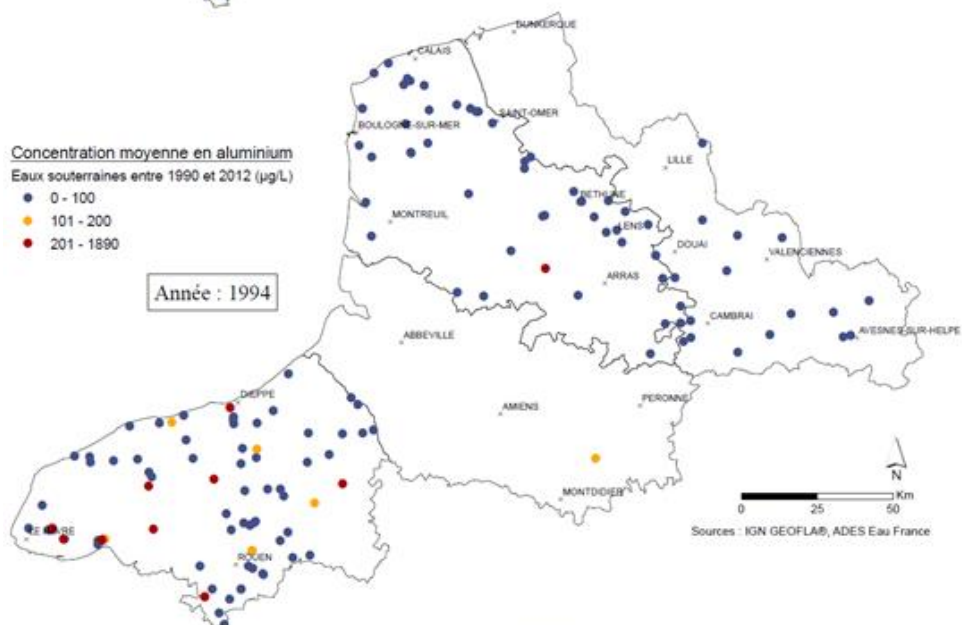 DUNKERQUE
CALAIS
SAINT-OMER
BOULOGNE-SUR-MER
LILLE
Concentration moyenne en aluminium
Eaux souterraines entre 1990 et 2012 (µg/L)
0 - 100
101 - 200
201 - 1890
BETHUNE
MONTREUIL
LENS
DOUAI
VALENCIENNES
Année : 1994
ARRAS
CAMBRAI
AVESNES-SUR-HELPE
ABBEVILLE
DIEPPE
AMIENS
PERONNE
N
MONTDIDIER
Km
0 25 50
Sources : IGN GEOFLA®, ADES Eau France
LE HAVRE
ROUEN